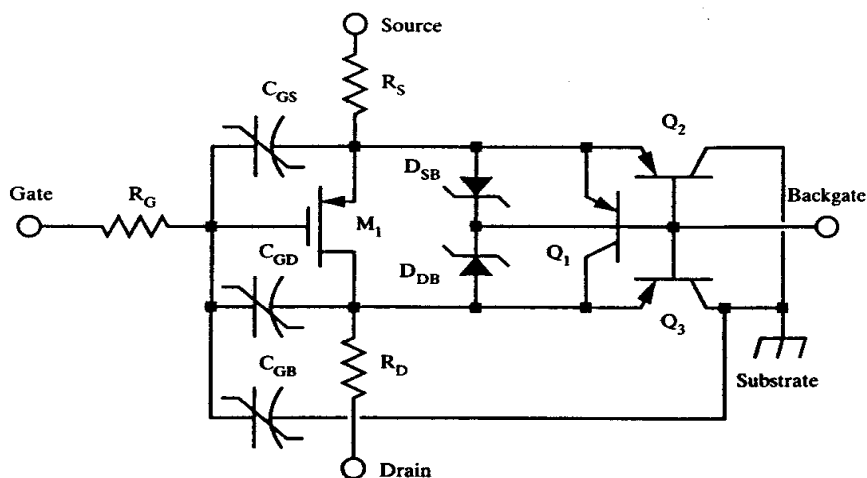 Source
R_S
C_GS
Q_2
D_SB
Gate
R_G
Backgate
M_1
Q_1
C_GD
D_DB
Q_3
C_GB
R_D
Substrate
Drain